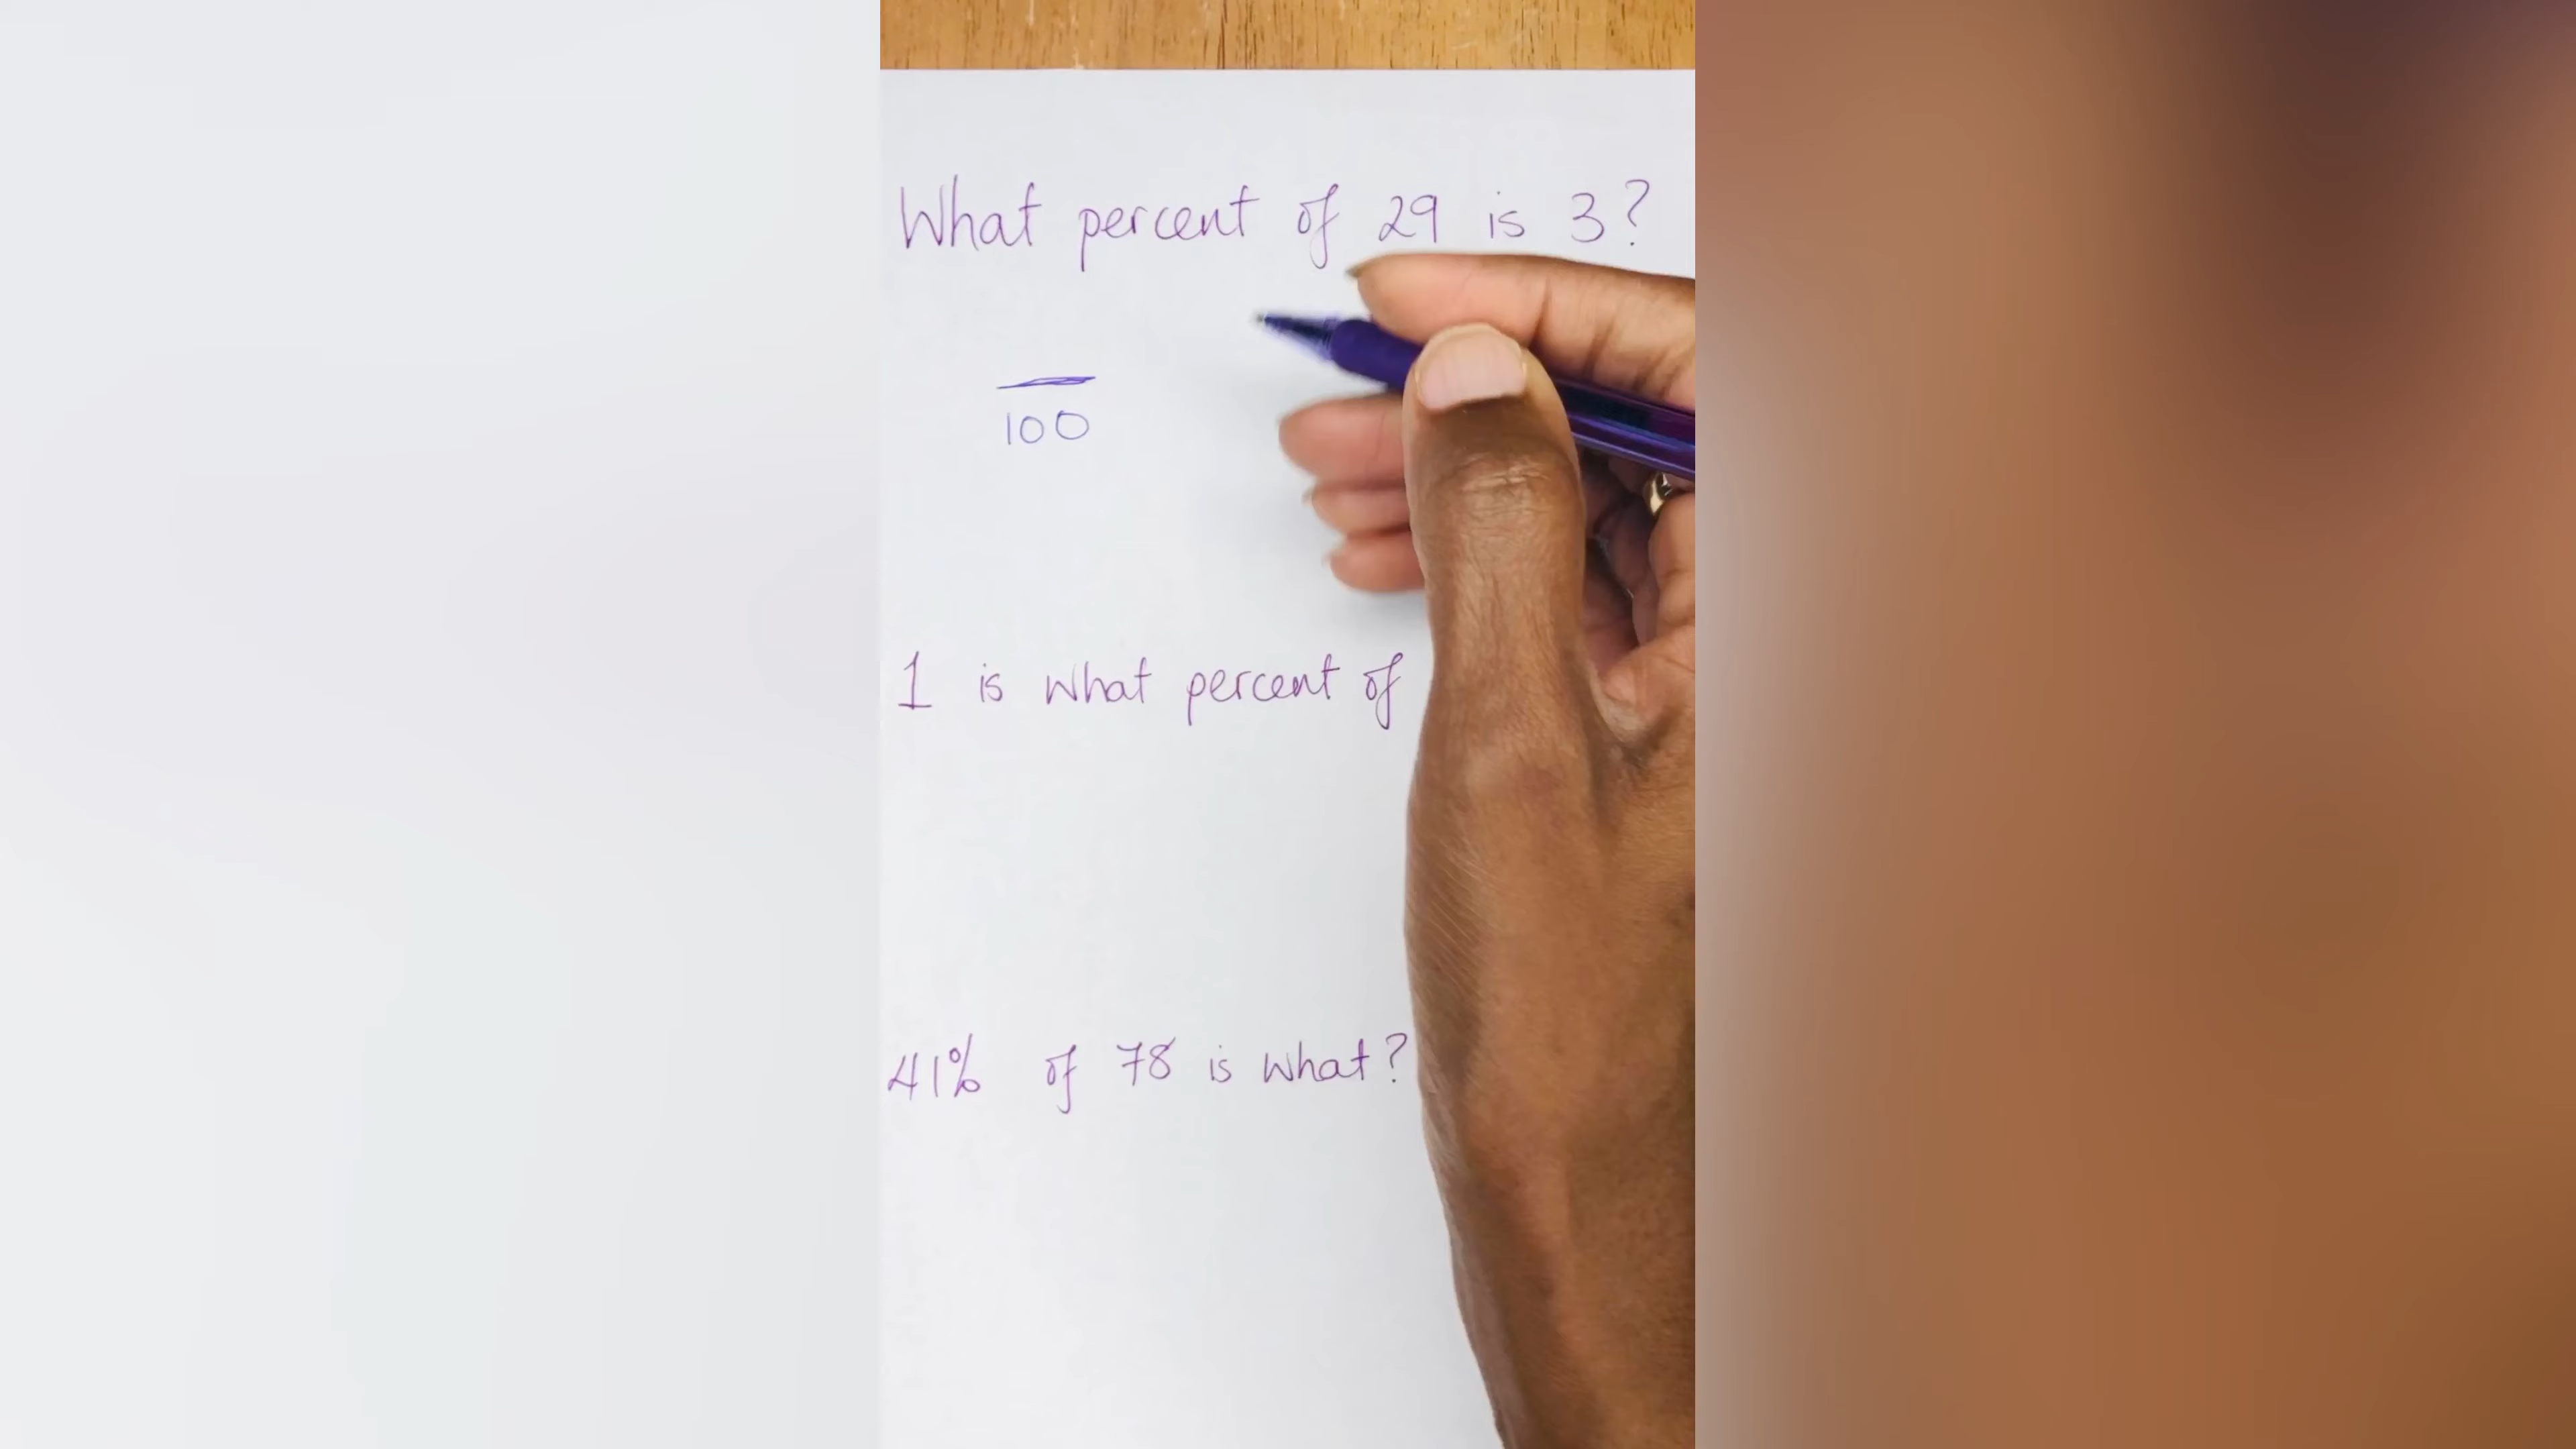 What percent of 29 is 3?
100
1 is what percent of
41% of 78 is what?